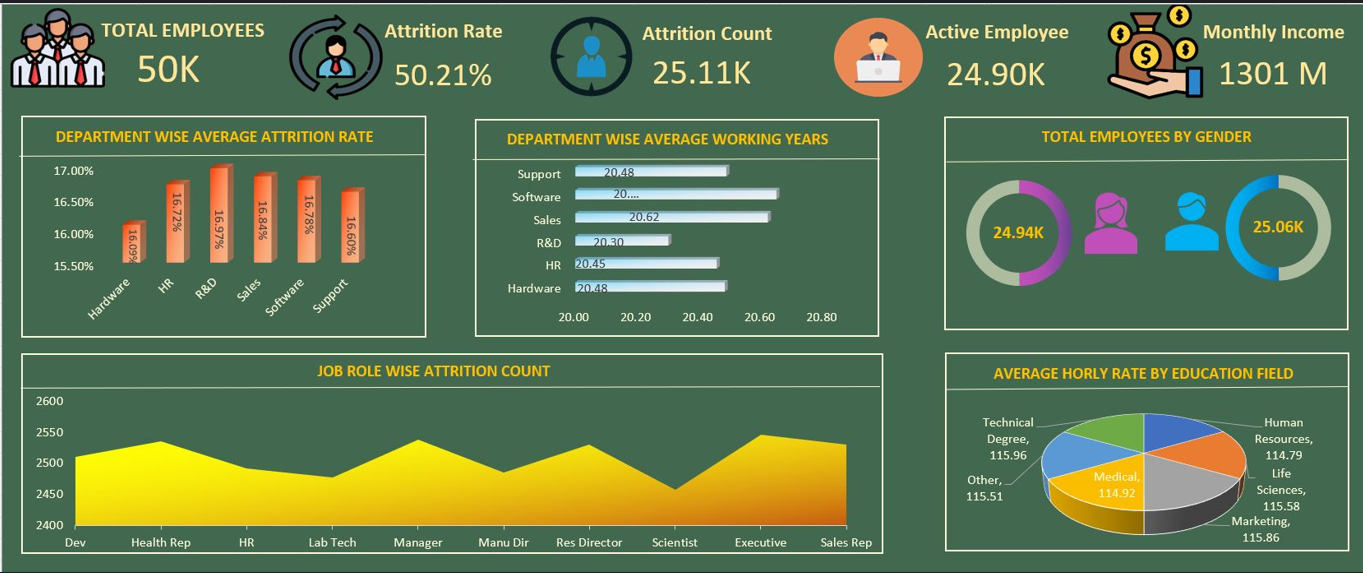 TOTAL EMPLOYEES
50K
Attrition Rate
50.21%
Attrition Count
25.11K
Active Employee
24.90K
Monthly Income
1301 M
DEPARTMENT WISE AVERAGE ATTRITION RATE
17.00%
16.50%
16.00%
15.50%
16.09%
16.72%
16.97%
16.84%
16.78%
16.60%
Hardware
HR
R&D
Sales
Software
Support
DEPARTMENT WISE AVERAGE WORKING YEARS
Support 20.48
Software 20....
Sales 20.62
R&D 20.30
HR 20.45
Hardware 20.48
20.00 20.20 20.40 20.60 20.80
TOTAL EMPLOYEES BY GENDER
24.94K
25.06K
JOB ROLE WISE ATTRITION COUNT
2600
2550
2500
2450
2400
Dev Health Rep HR Lab Tech Manager Manu Dir Res Director Scientist Executive Sales Rep
AVERAGE HORLY RATE BY EDUCATION FIELD
Technical
Degree,
115.96
Human
Resources,
114.79
Other,
115.51
Medical,
114.92
Life
Sciences,
115.58
Marketing,
115.86